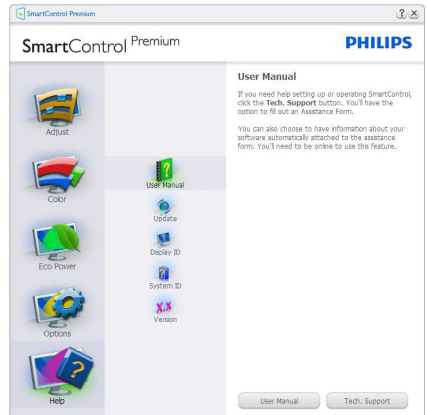 SmartControl Premium
SmartControl Premium
PHILIPS
Adjust
Color
Eco Power
Options
Help
User Manual
Update
Display ID
System ID
X.X
Version
User Manual
If you need help setting up or operating SmartControl,
click the Tech. Support button. You'll have the
option to fill out an Assistance Form.
You can also choose to have information about your
software automatically attached to the assistance
form. You'll need to be online to use this feature.
User Manual
Tech. Support